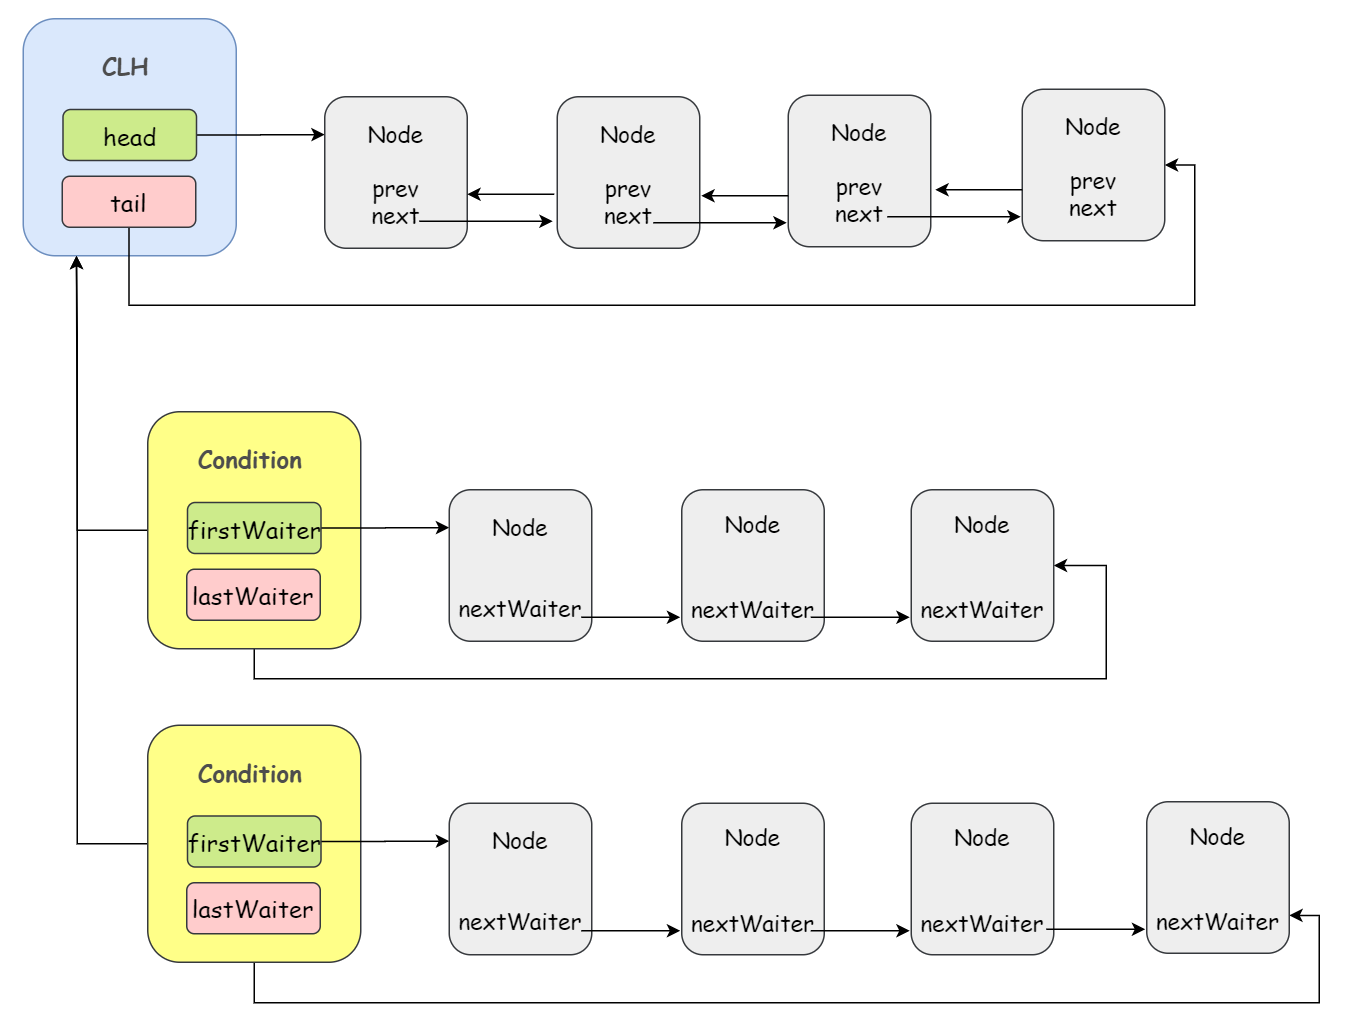 CLH
head
tail
Node
prev
next
Node
prev
next
Node
prev
next
Node
prev
next
Condition
firstWaiter
lastWaiter
Node
nextWaiter
Node
nextWaiter
Node
nextWaiter
Condition
firstWaiter
lastWaiter
Node
nextWaiter
Node
nextWaiter
Node
nextWaiter
Node
nextWaiter